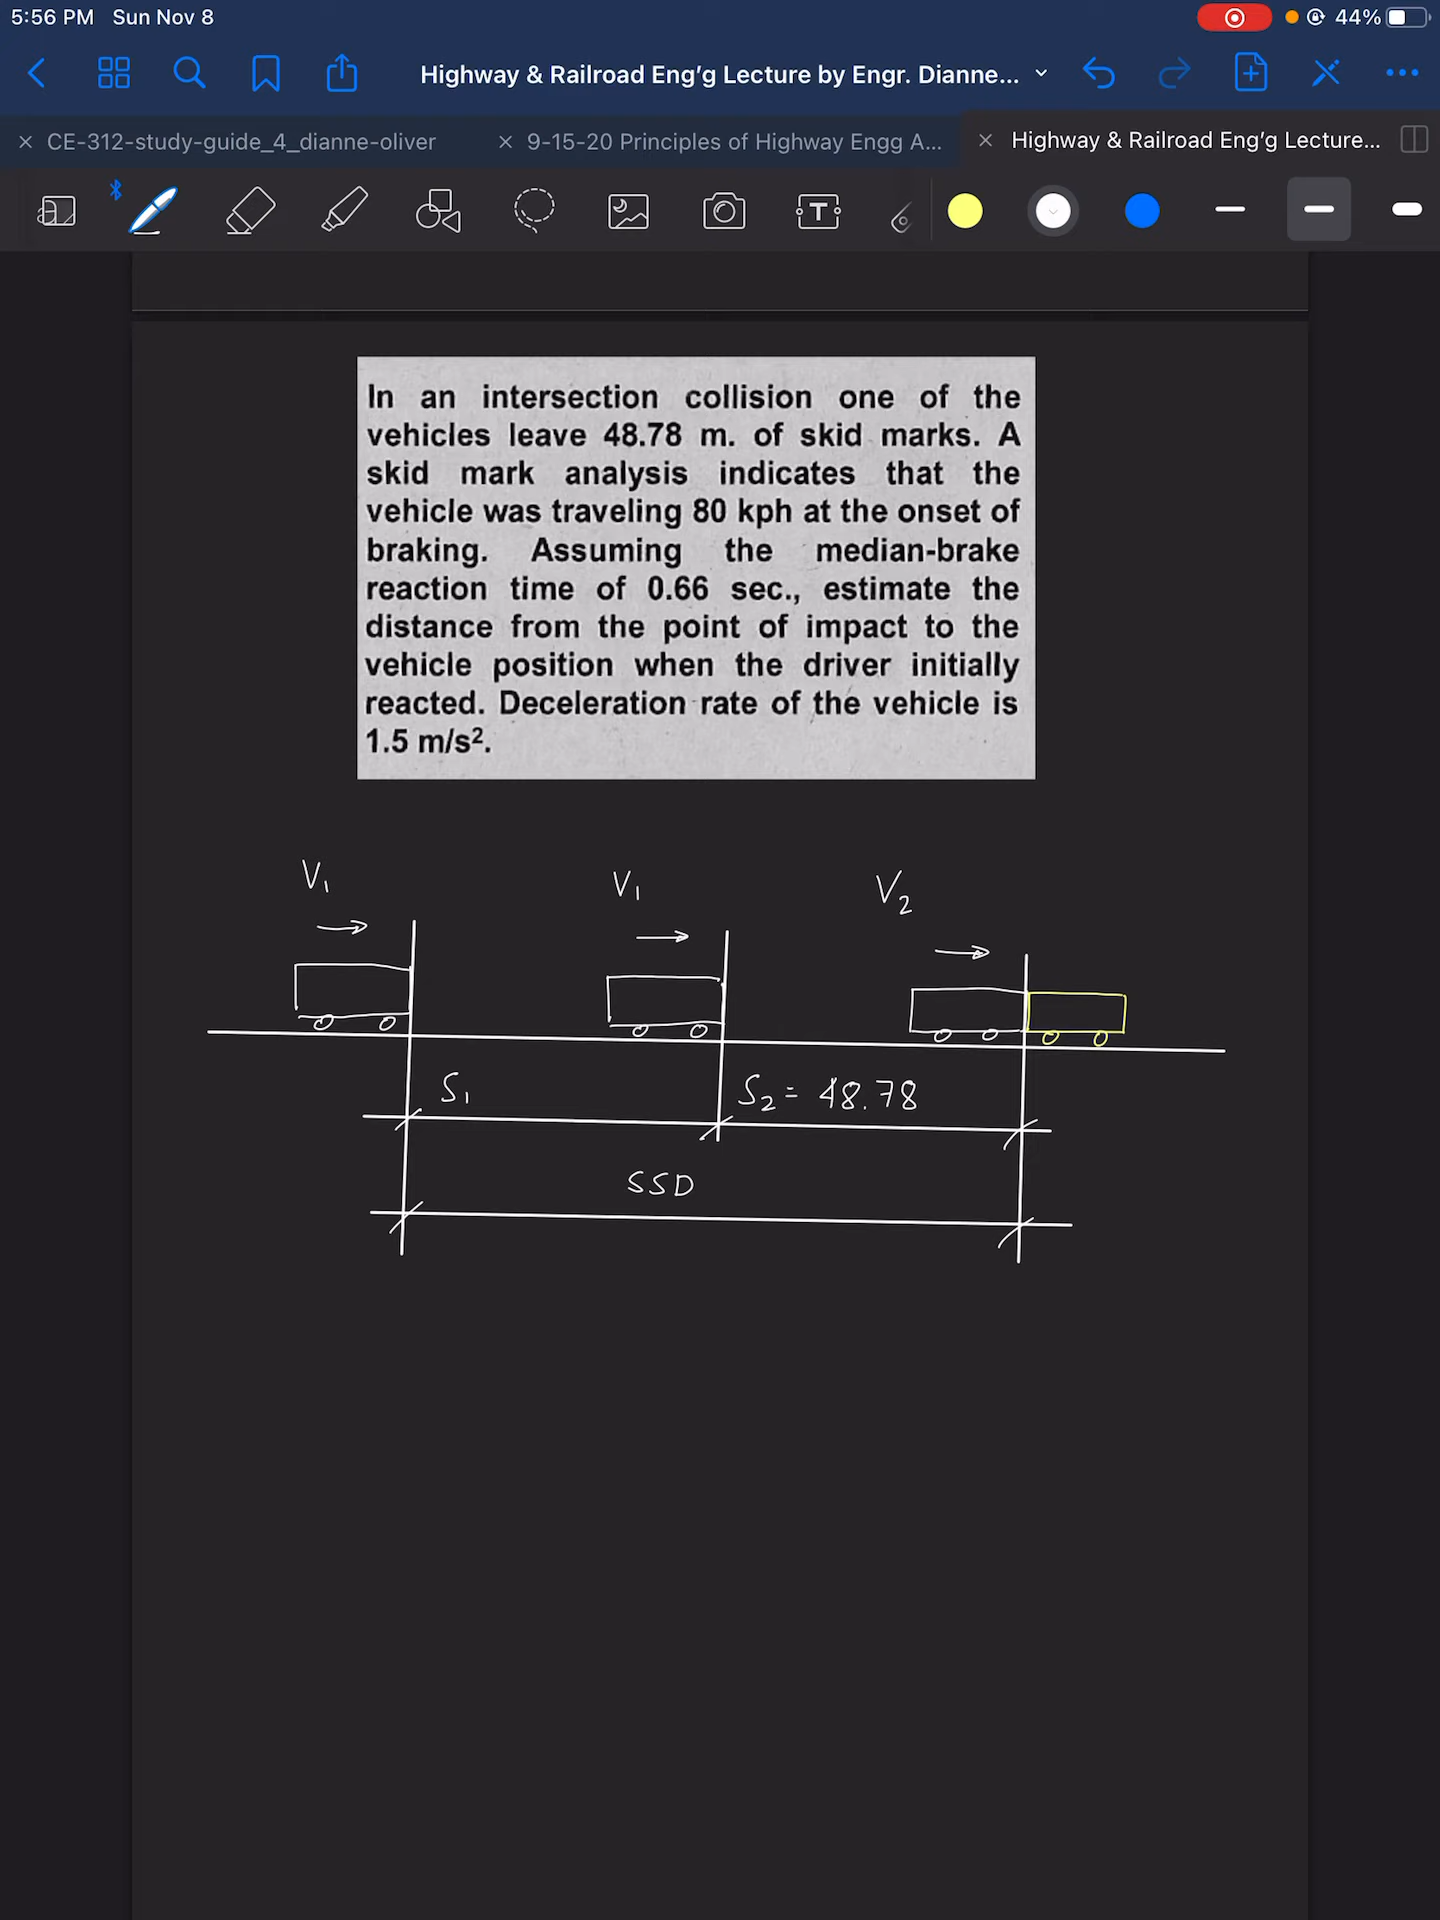 5:56 PM Sun Nov 8
44%
Highway & Railroad Eng'g Lecture by Engr. Dianne...
CE-312-study-guide_4_dianne-oliver
9-15-20 Principles of Highway Engg A...
Highway & Railroad Eng'g Lecture...
In an intersection collision one of the
vehicles leave 48.78 m. of skid marks. A
skid mark analysis indicates that the
vehicle was traveling 80 kph at the onset of
braking. Assuming the median-brake
reaction time of 0.66 sec., estimate the
distance from the point of impact to the
vehicle position when the driver initially
reacted. Deceleration rate of the vehicle is
1.5 m/s².
V₁ V₁ V₂
S₁ S₂ = 48.78
SSD